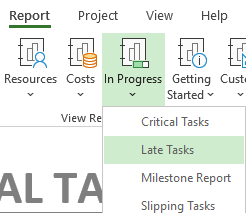 Report Project View Help
Resources Costs In Progress Getting Started
View Re
Critical Tasks
AL TA
Late Tasks
Milestone Report
Slipping Tasks